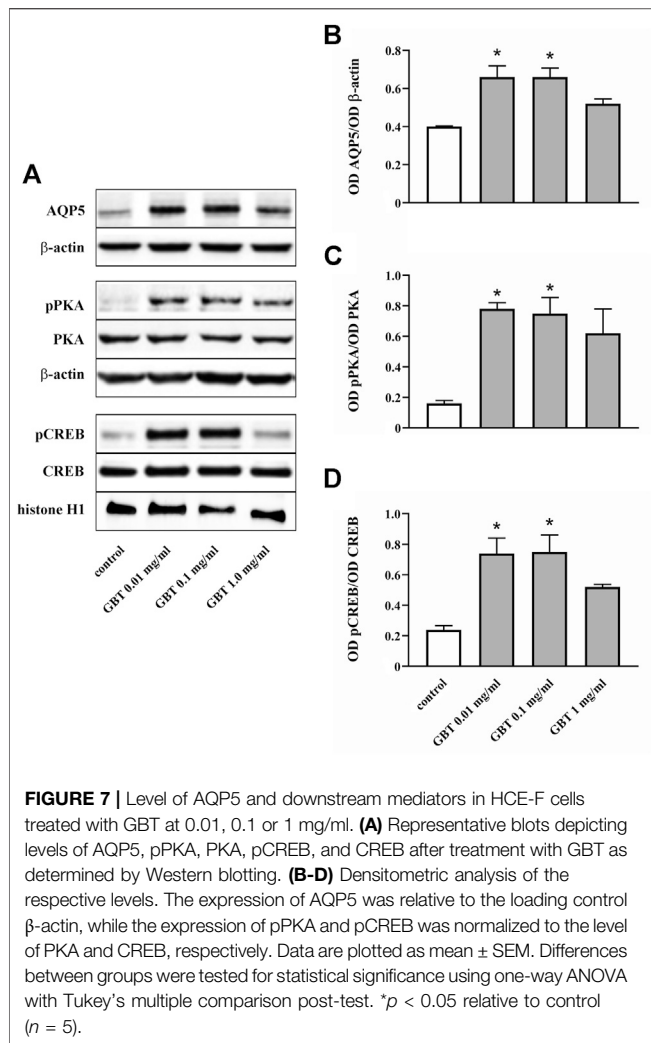 A
AQP5
β-actin
pPKA
PKA
β-actin
pCREB
CREB
histone H1
control
GBT 0.01 mg/ml
GBT 0.1 mg/ml
GBT 1.0 mg/ml
B
OD AQP5/OD β-actin
0.8
0.6
0.4
0.2
0
* *
C
OD pPKA/OD PKA
1.0
0.8
0.6
0.4
0.2
0
* *
D
OD pCREB/OD CREB
1.0
0.8
0.6
0.4
0.2
0
* *
control
GBT 0.01 mg/ml
GBT 0.1 mg/ml
GBT 1 mg/ml
FIGURE 7 | Level of AQP5 and downstream mediators in HCE-F cells
treated with GBT at 0.01, 0.1 or 1 mg/ml. (A) Representative blots depicting
levels of AQP5, pPKA, PKA, pCREB, and CREB after treatment with GBT as
determined by Western blotting. (B-D) Densitometric analysis of the
respective levels. The expression of AQP5 was relative to the loading control
β-actin, while the expression of pPKA and pCREB was normalized to the level
of PKA and CREB, respectively. Data are plotted as mean ± SEM. Differences
between groups were tested for statistical significance using one-way ANOVA
with Tukey's multiple comparison post-test. *p < 0.05 relative to control
(n = 5).